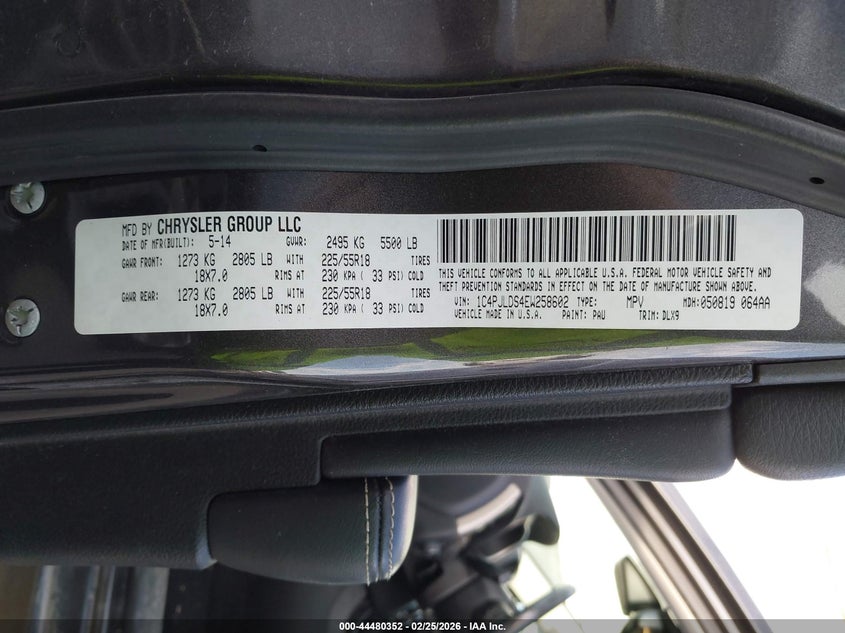 MFD BY CHRYSLER GROUP LLC
DATE OF MFR(BUILT): 5-14 GVWR: 2495 KG 5500 LB
GAWR FRONT: 1273 KG 2805 LB WITH 225/55R18 TIRES
18X7.0 RIMS AT 230 KPA ( 33 PSI) COLD
GAWR REAR: 1273 KG 2805 LB WITH 225/55R18 TIRES
18X7.0 RIMS AT 230 KPA ( 33 PSI) COLD
THIS VEHICLE CONFORMS TO ALL APPLICABLE U.S.A. FEDERAL MOTOR VEHICLE SAFETY AND
THEFT PREVENTION STANDARDS IN EFFECT ON THE DATE OF MANUFACTURE SHOWN ABOVE.
VIN: 1C4PJLDS4EW258602 TYPE: MPV MDH:050819 064AA
VEHICLE MADE IN U.S.A. PAINT: PAU TRIM: DLX9
000-44480352 - 02/25/2026 - IAA Inc.